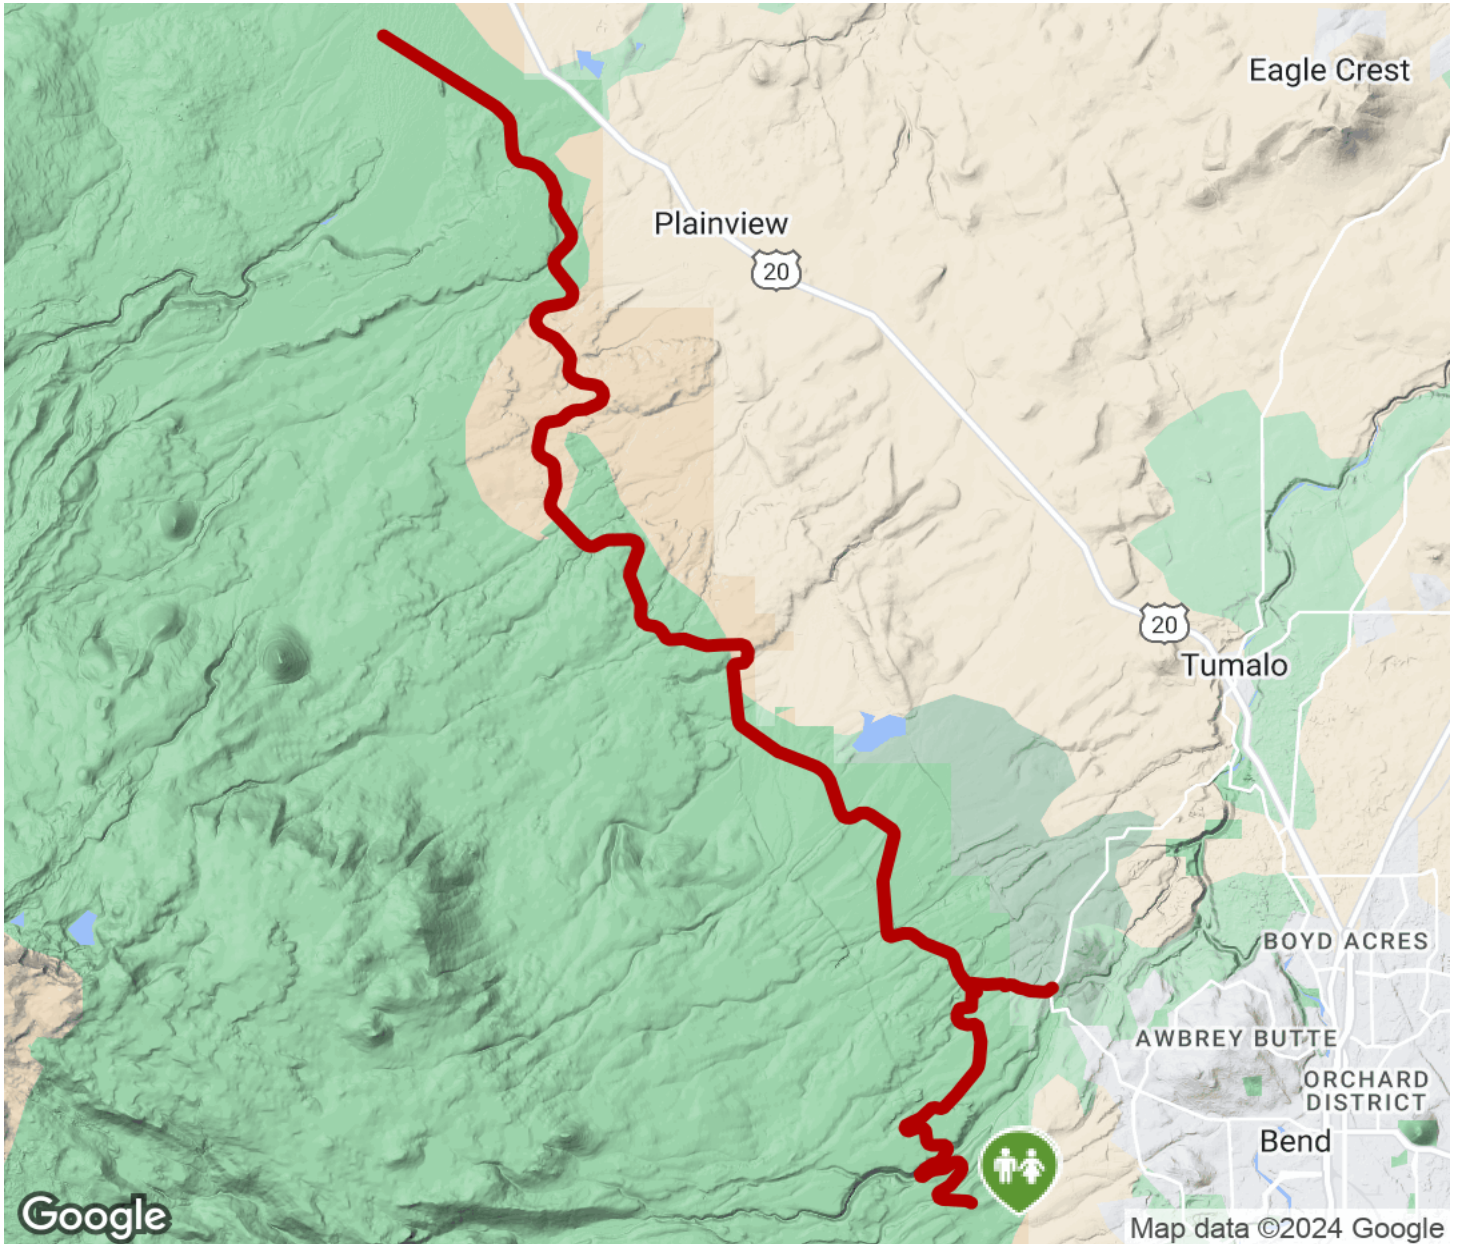 Eagle Crest
Plainview
20
20
Tumalo
BOYD ACRES
AWBREY BUTTE
ORCHARD
DISTRICT
Bend
Google
Map data ©2024 Google